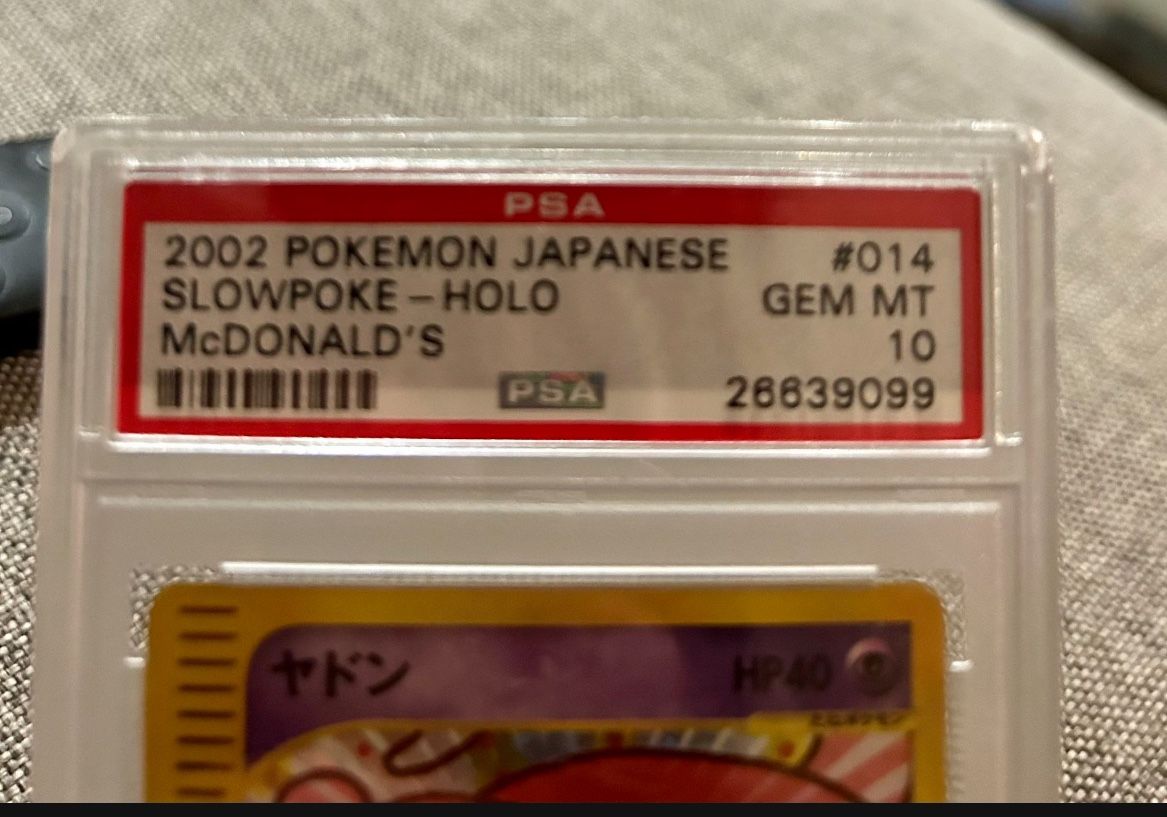 PSA
2002 POKEMON JAPANESE #014
SLOWPOKE – HOLO GEM MT
McDONALD'S 10
PSA 26639099
ヤドン HP40